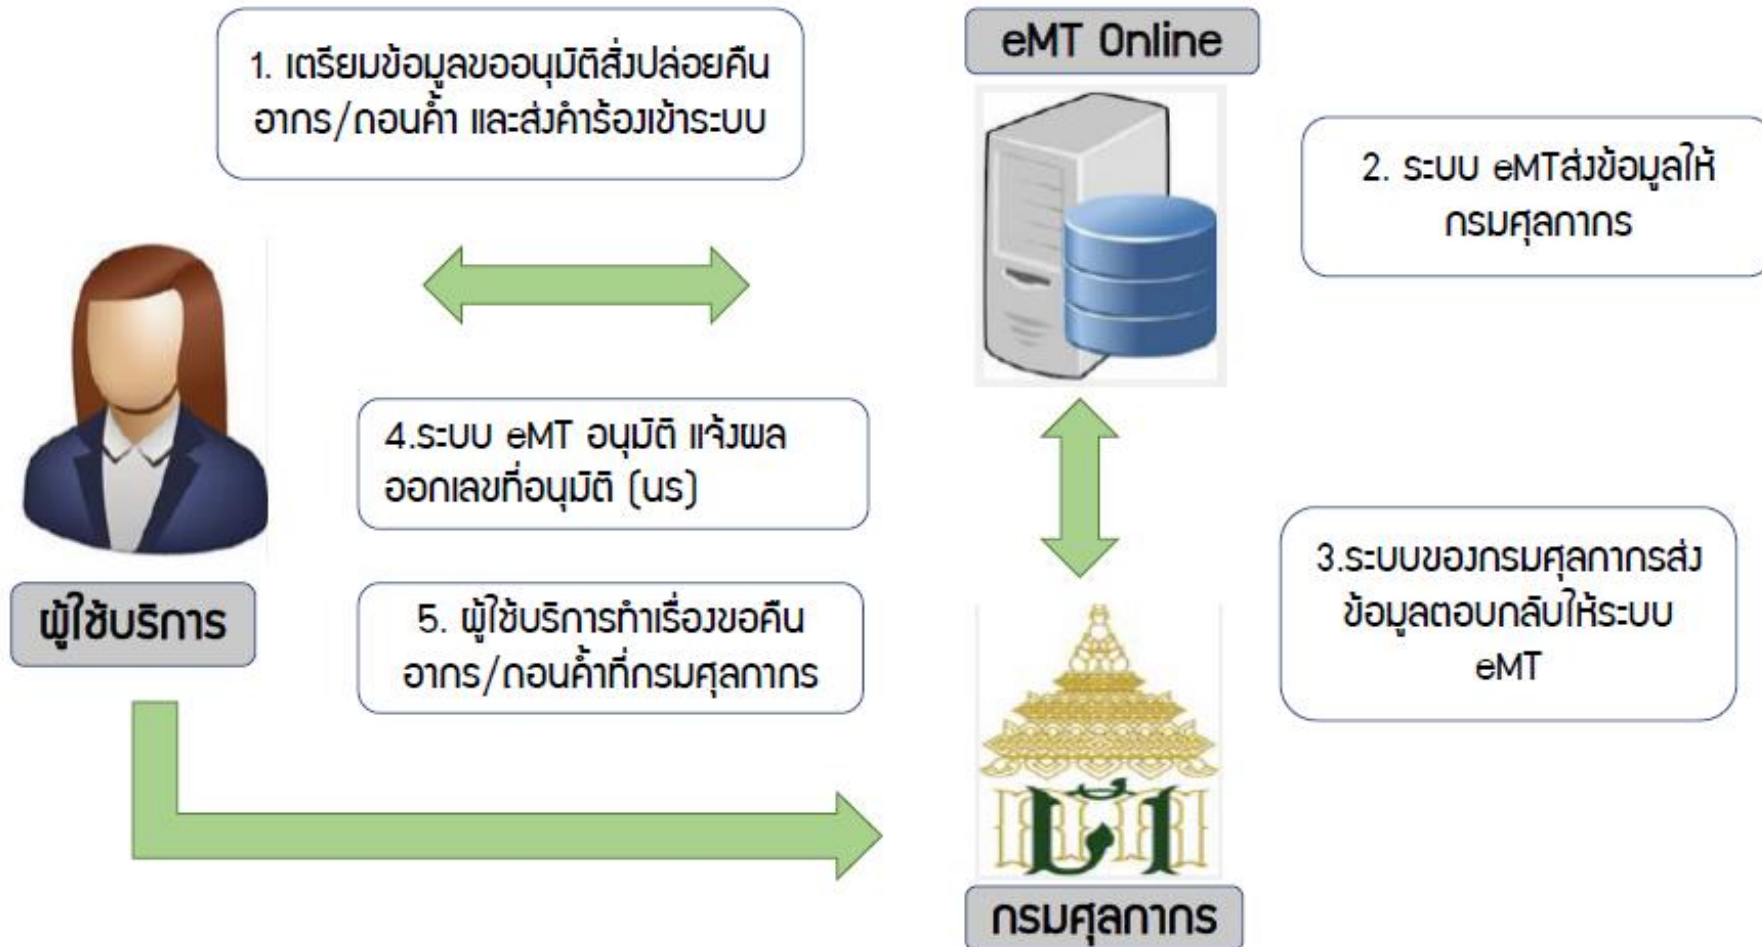 1. เตรียมข้อมูลขออนุมัติสั่งปล่อยคืน
อากร/ถอนค้ำ และส่งคำร้องเข้าระบบ
eMT Online
2. ระบบ eMTส่งข้อมูลให้
กรมศุลกากร
4.ระบบ eMT อนุมัติ แจ้งผล
ออกเลขที่อนุมัติ (นร)
3.ระบบของกรมศุลกากรส่ง
ข้อมูลตอบกลับให้ระบบ
eMT
ผู้ใช้บริการ
5. ผู้ใช้บริการทำเรื่องขอคืน
อากร/ถอนค้ำที่กรมศุลกากร
กรมศุลกากร